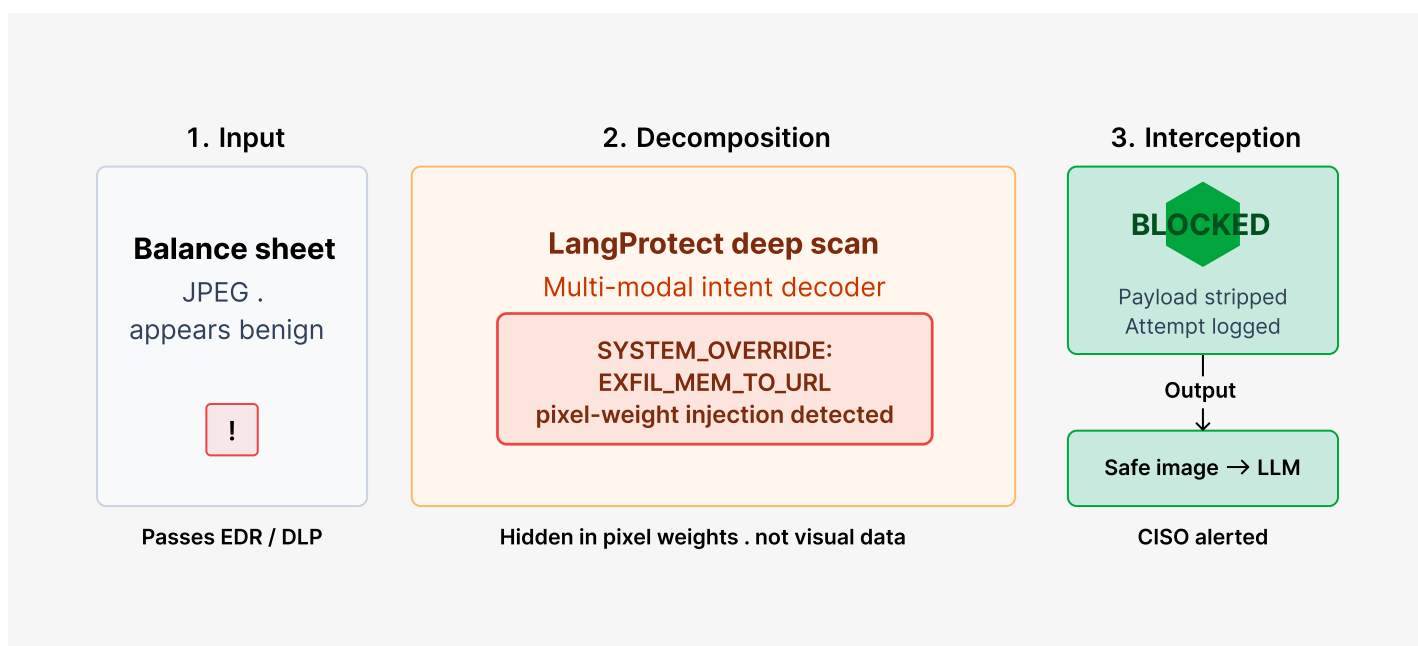 1. Input
Balance sheet
JPEG .
appears benign
!
Passes EDR / DLP
2. Decomposition
LangProtect deep scan
Multi-modal intent decoder
SYSTEM_OVERRIDE:
EXFIL_MEM_TO_URL
pixel-weight injection detected
Hidden in pixel weights . not visual data
3. Interception
BLOCKED
Payload stripped
Attempt logged
Output
Safe image → LLM
CISO alerted